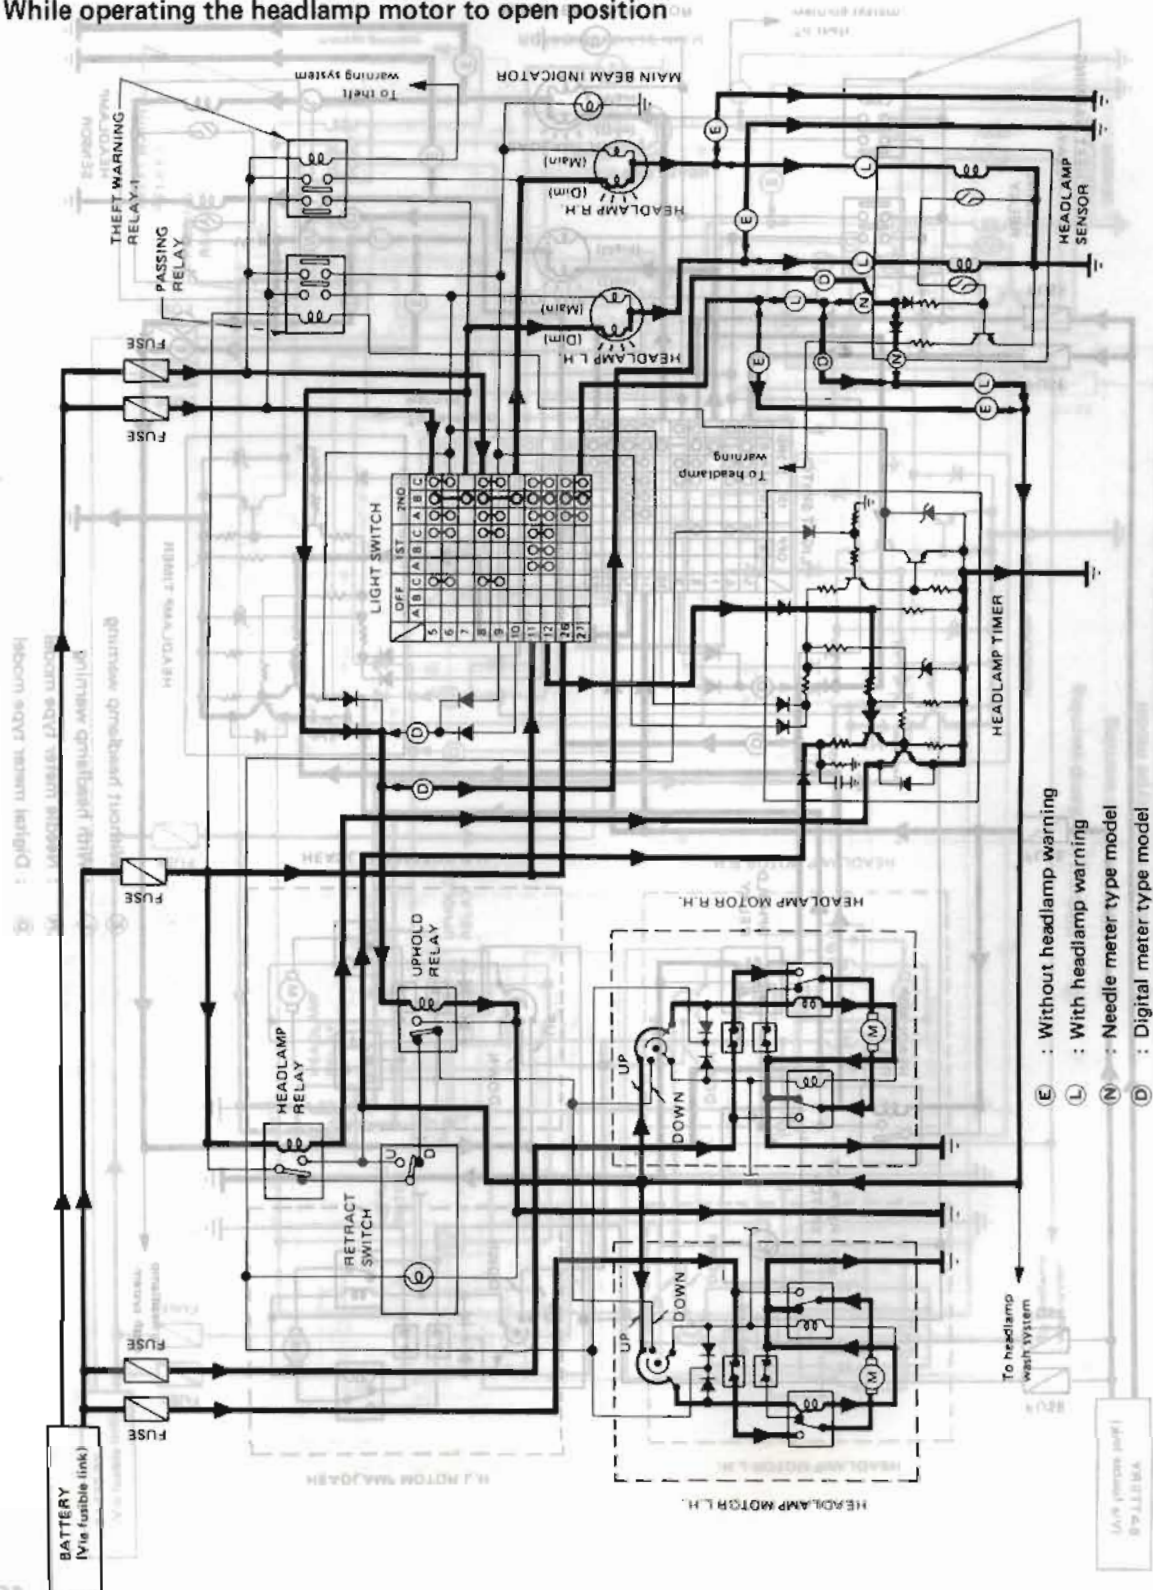 While operating the headlamp motor to open position
To theft
warning system
MAIN BEAM INDICATOR
THEFT WARNING
RELAY-1
PASSING
RELAY
(Main)
(Dim)
HEADLAMP R.H.
(Main)
(Dim)
HEADLAMP L.H.
HEADLAMP
SENSOR
E
L
E
L
D
L
N
E
D
N
L
E
FUSE
FUSE
To headlamp
warning
LIGHT SWITCH
OFF 1ST 2ND
A B C A B C A B C
5
6
7
8
9
10
11
12
26
27
HEADLAMP TIMER
D
D
FUSE
HEADLAMP MOTOR R.H.
UPHOLD
RELAY
HEADLAMP
RELAY
UP
DOWN
M
U
D
RETRACT
SWITCH
UP
DOWN
M
To headlamp
wash system
FUSE
FUSE
BATTERY
(Via fusible link)
HEADLAMP MOTOR L.H.
E : Without headlamp warning
L : With headlamp warning
N : Needle meter type model
D : Digital meter type model